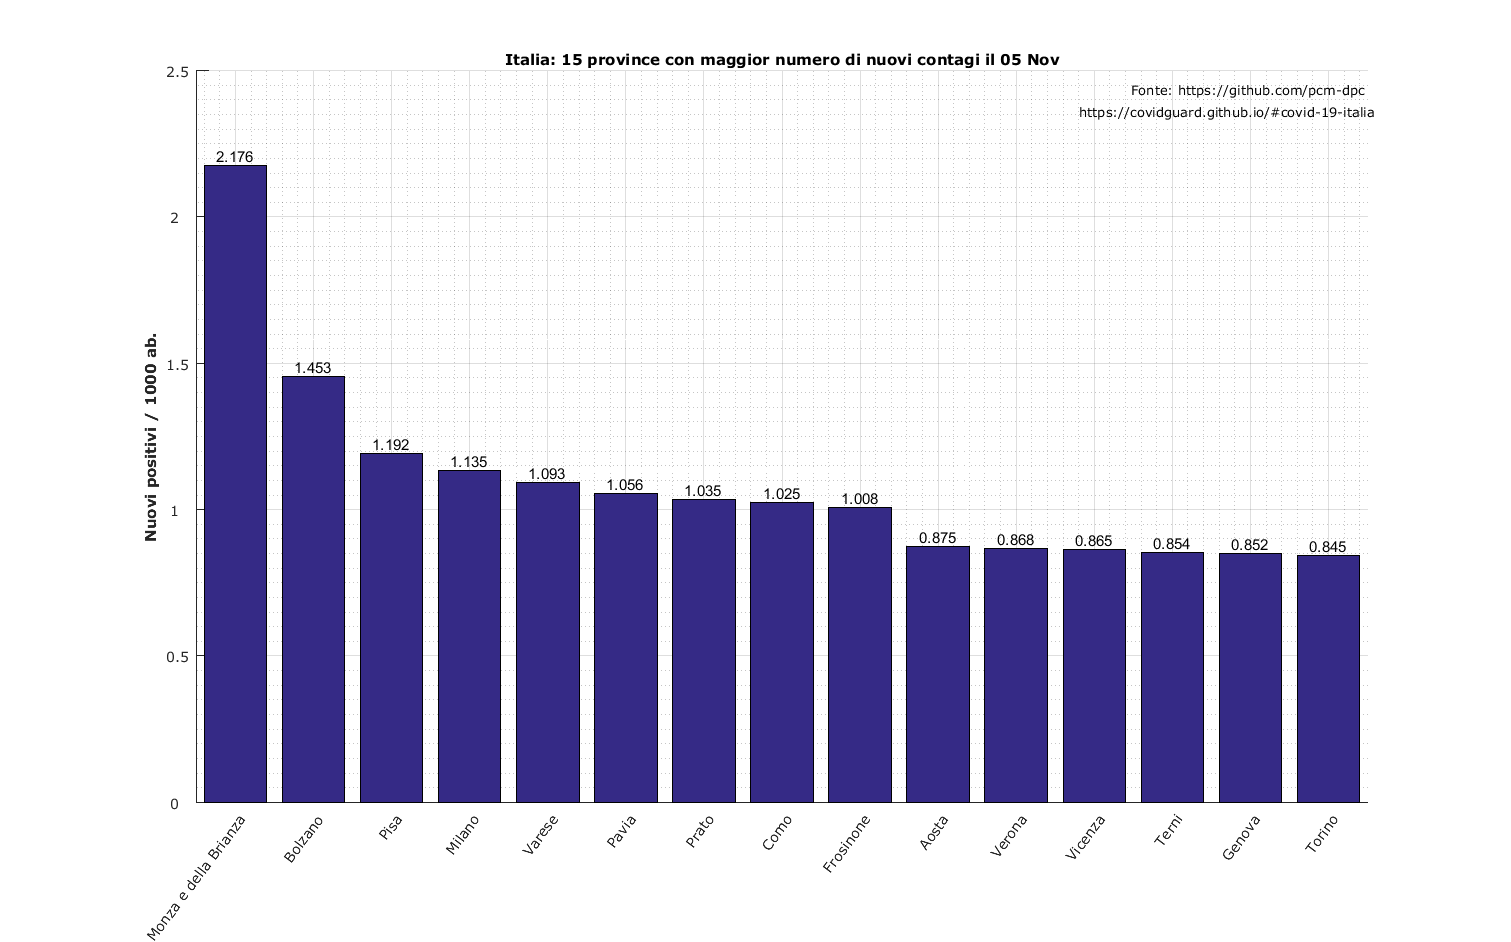 Italia: 15 province con maggior numero di nuovi contagi il 05 Nov
Fonte: https://github.com/pcm-dpc
https://covidguard.github.io/#covid-19-italia
Nuovi positivi / 1000 ab.
2.5
2
1.5
1
0.5
0
2.176
1.453
1.192
1.135
1.093
1.056
1.035
1.025
1.008
0.875
0.868
0.865
0.854
0.852
0.845
Monza e della Brianza
Bolzano
Pisa
Milano
Varese
Pavia
Prato
Como
Frosinone
Aosta
Verona
Vicenza
Terni
Genova
Torino